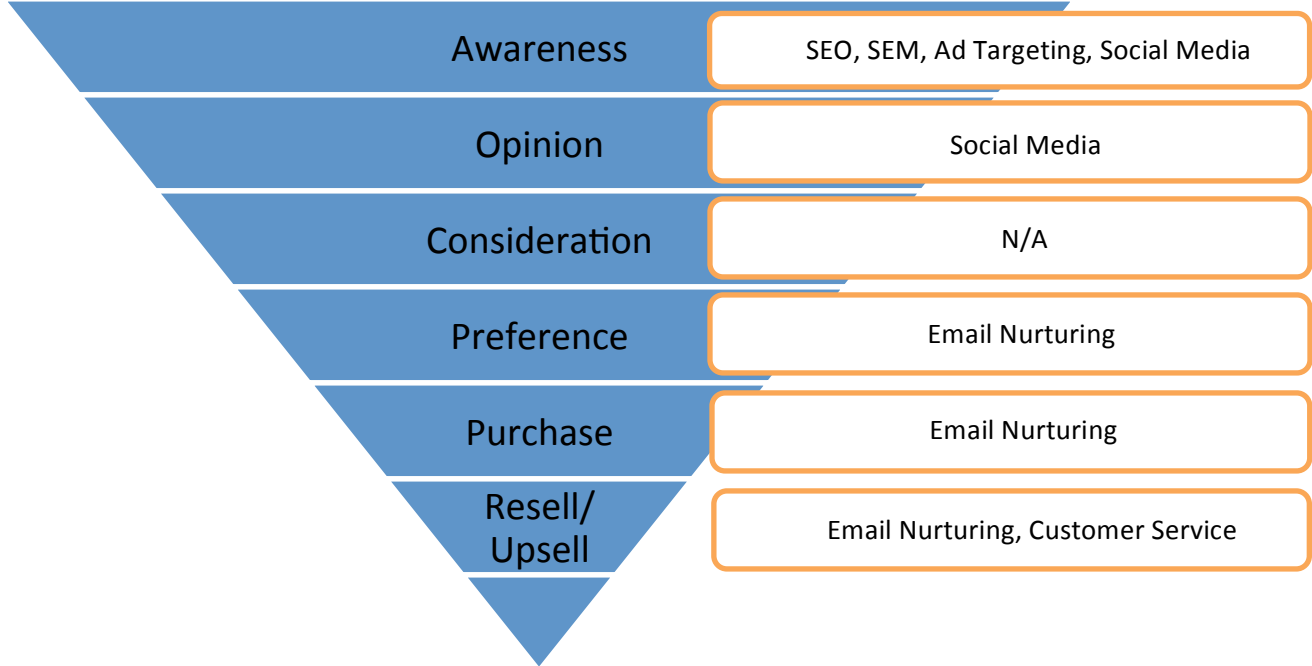 Awareness
SEO, SEM, Ad Targeting, Social Media
Opinion
Social Media
Consideration
N/A
Preference
Email Nurturing
Purchase
Email Nurturing
Resell/
Upsell
Email Nurturing, Customer Service